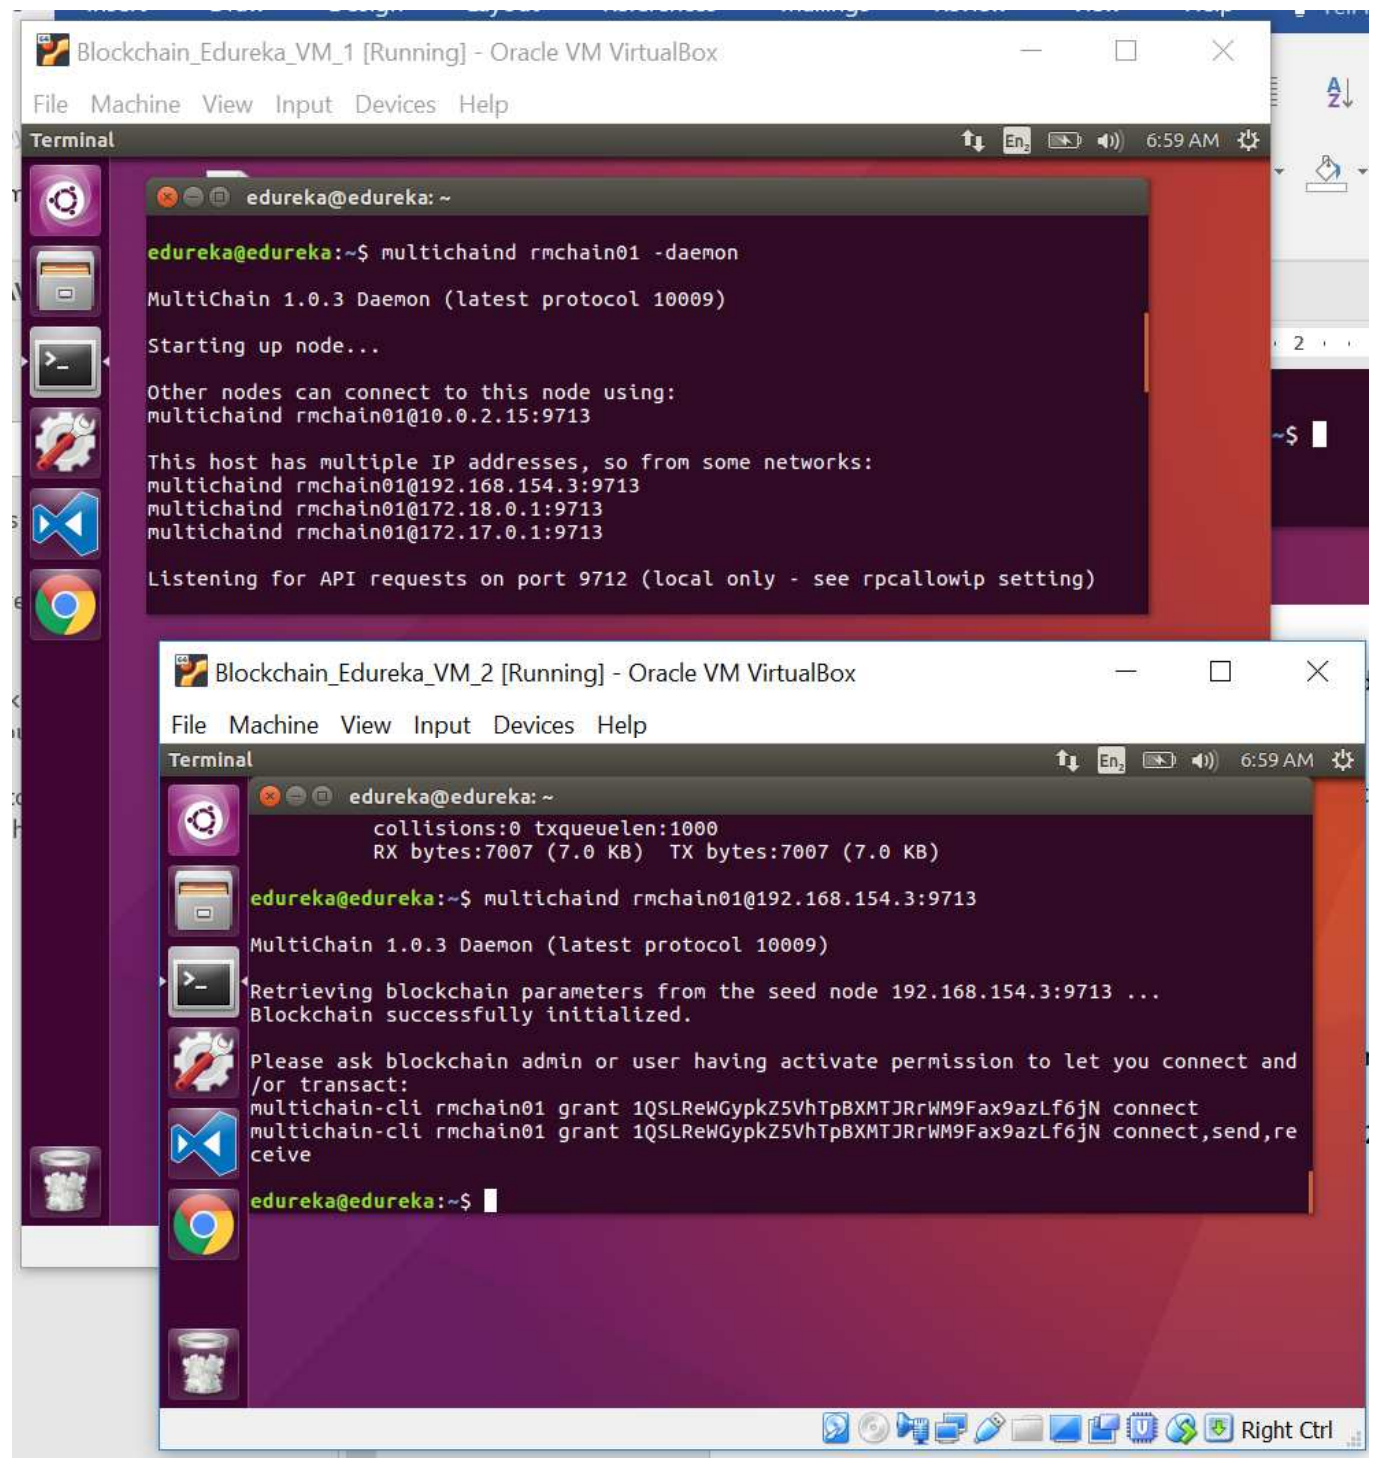 Blockchain_Edureka_VM_1 [Running] - Oracle VM VirtualBox
File Machine View Input Devices Help
Terminal
En2
6:59 AM
edureka@edureka: ~
edureka@edureka:~$ multichaind rmchain01 -daemon
MultiChain 1.0.3 Daemon (latest protocol 10009)
Starting up node...
Other nodes can connect to this node using:
multichaind rmchain01@10.0.2.15:9713
This host has multiple IP addresses, so from some networks:
multichaind rmchain01@192.168.154.3:9713
multichaind rmchain01@172.18.0.1:9713
multichaind rmchain01@172.17.0.1:9713
Listening for API requests on port 9712 (local only - see rpcallowip setting)
2
~$
Blockchain_Edureka_VM_2 [Running] - Oracle VM VirtualBox
File Machine View Input Devices Help
Terminal
En2
6:59 AM
edureka@edureka: ~
collisions:0 txqueuelen:1000
RX bytes:7007 (7.0 KB) TX bytes:7007 (7.0 KB)
edureka@edureka:~$ multichaind rmchain01@192.168.154.3:9713
MultiChain 1.0.3 Daemon (latest protocol 10009)
Retrieving blockchain parameters from the seed node 192.168.154.3:9713 ...
Blockchain successfully initialized.
Please ask blockchain admin or user having activate permission to let you connect and
/or transact:
multichain-cli rmchain01 grant 1QSLReWGypkZ5VhTpBXMTJRrWM9Fax9azLf6jN connect
multichain-cli rmchain01 grant 1QSLReWGypkZ5VhTpBXMTJRrWM9Fax9azLf6jN connect,send,re
ceive
edureka@edureka:~$
Right Ctrl